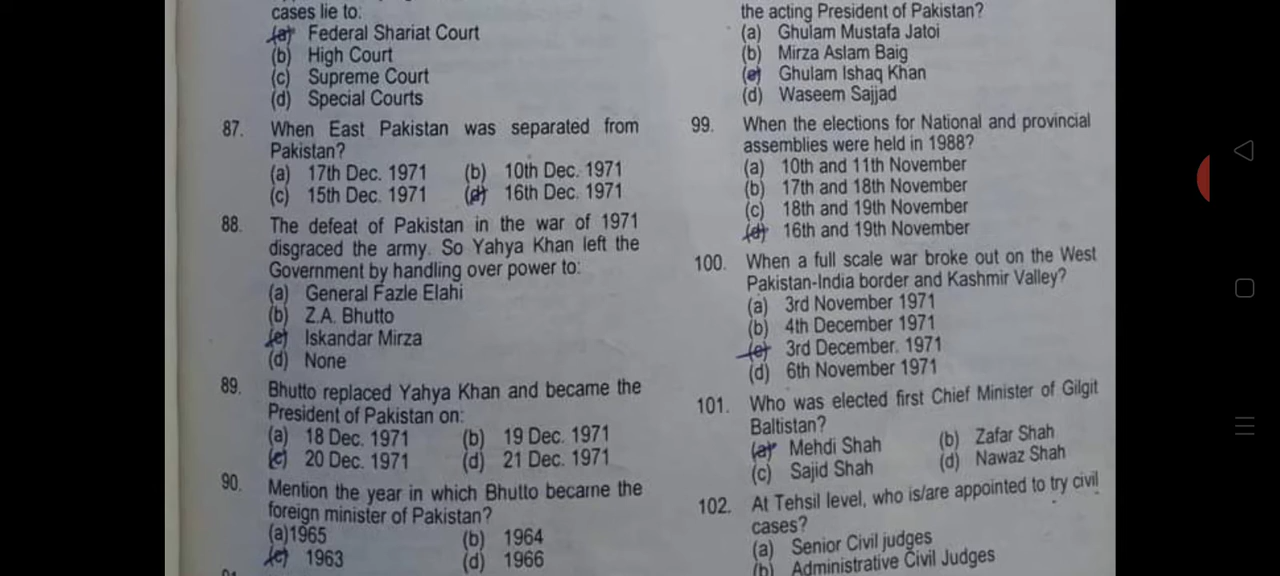 cases lie to:
(a) Federal Shariat Court
(b) High Court
(c) Supreme Court
(d) Special Courts
87. When East Pakistan was separated from
Pakistan?
(a) 17th Dec. 1971 (b) 10th Dec. 1971
(c) 15th Dec. 1971 (d) 16th Dec. 1971
88. The defeat of Pakistan in the war of 1971
disgraced the army. So Yahya Khan left the
Government by handling over power to:
(a) General Fazle Elahi
(b) Z.A. Bhutto
(c) Iskandar Mirza
(d) None
89. Bhutto replaced Yahya Khan and became the
President of Pakistan on:
(a) 18 Dec. 1971 (b) 19 Dec. 1971
(c) 20 Dec. 1971 (d) 21 Dec. 1971
90. Mention the year in which Bhutto became the
foreign minister of Pakistan?
(a)1965 (b) 1964
(c) 1963 (d) 1966
the acting President of Pakistan?
(a) Ghulam Mustafa Jatoi
(b) Mirza Aslam Baig
(c) Ghulam Ishaq Khan
(d) Waseem Sajjad
99. When the elections for National and provincial
assemblies were held in 1988?
(a) 10th and 11th November
(b) 17th and 18th November
(c) 18th and 19th November
(d) 16th and 19th November
100. When a full scale war broke out on the West
Pakistan-India border and Kashmir Valley?
(a) 3rd November 1971
(b) 4th December 1971
(c) 3rd December. 1971
(d) 6th November 1971
101. Who was elected first Chief Minister of Gilgit
Baltistan?
(a) Mehdi Shah (b) Zafar Shah
(c) Sajid Shah (d) Nawaz Shah
102. At Tehsil level, who is/are appointed to try civil
cases?
(a) Senior Civil judges
(b) Administrative Civil Judges